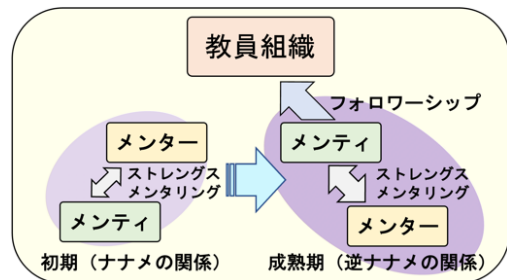 教員組織
フォロワーシップ
メンター
ストレングス
メンタリング
メンティ
初期（ナナメの関係）
メンティ
ストレングス
メンタリング
メンター
成熟期（逆ナナメの関係）